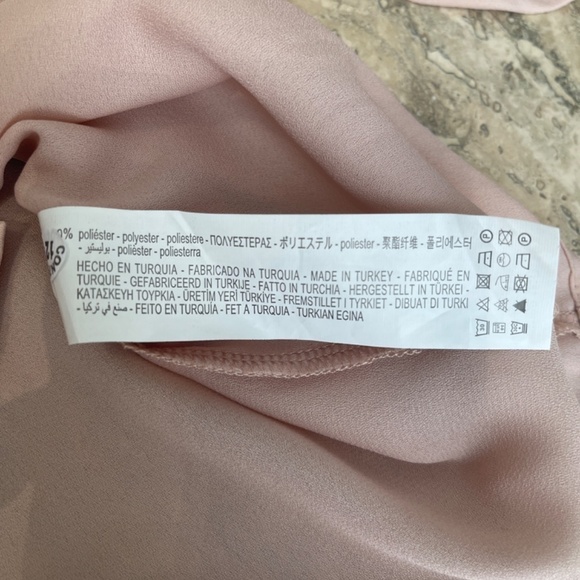 0% poliéster - polyester - poliestere - ΠΟΛΥΕΣΤΕΡΑΣ - ポリエステル - poliester - 聚酯纤维 - 폴리에스터
- بوليستير - poliéster - poliesterra
HECHO EN TURQUIA - FABRICADO NA TURQUIA - MADE IN TURKEY - FABRIQUÉ EN
TURQUIE - GEFABRICEERD IN TURKIJE - FATTO IN TURCHIA - HERGESTELLT IN TÜRKEI -
ΚΑΤΑΣΚΕΥΗ ΤΟΥΡΚΙΑ - ÜRETİM YERİ TÜRKİYE - FREMSTILLET I TYRKIET - DIBUAT DI TURKI
- صنع في تركيا - FEITO EN TURQUÍA - FET A TURQUIA - TURKIAN EGINA